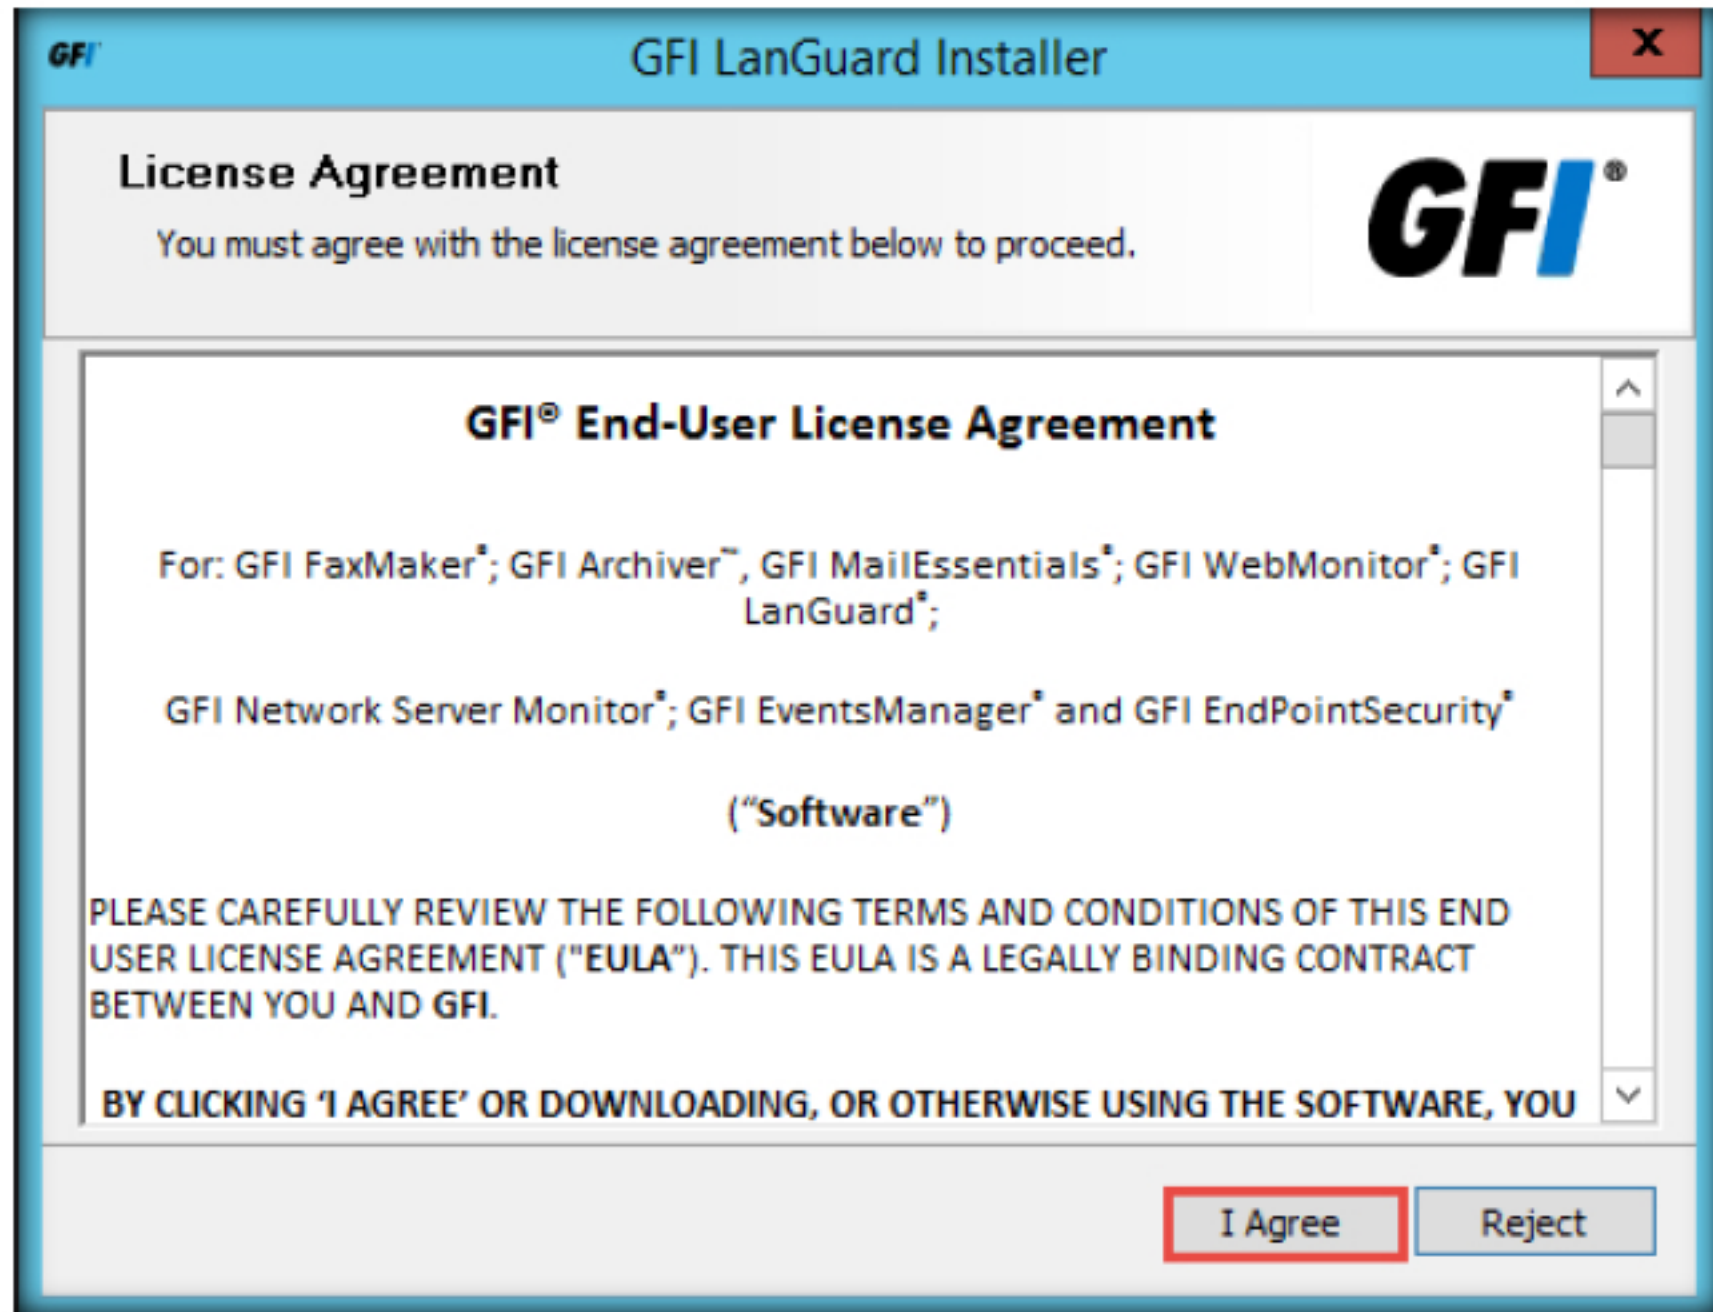 GFI
GFI LanGuard Installer
x
License Agreement
You must agree with the license agreement below to proceed.
GFI®
GFI® End-User License Agreement
For: GFI FaxMaker®; GFI Archiver™, GFI MailEssentials®; GFI WebMonitor®; GFI
LanGuard®;
GFI Network Server Monitor®; GFI EventsManager® and GFI EndPointSecurity®
(“Software”)
PLEASE CAREFULLY REVIEW THE FOLLOWING TERMS AND CONDITIONS OF THIS END
USER LICENSE AGREEMENT ("EULA"). THIS EULA IS A LEGALLY BINDING CONTRACT
BETWEEN YOU AND GFI.
BY CLICKING ‘I AGREE’ OR DOWNLOADING, OR OTHERWISE USING THE SOFTWARE, YOU
I Agree
Reject